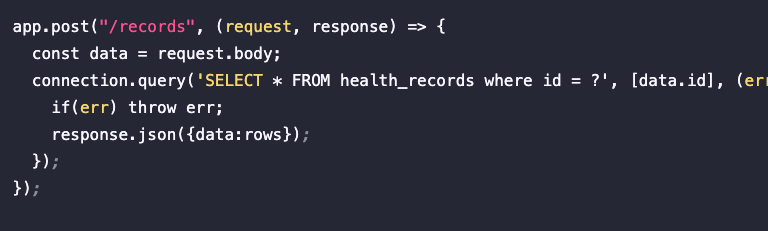 app.post("/records", (request, response) => {
  const data = request.body;
  connection.query('SELECT * FROM health_records where id = ?', [data.id], (err
    if(err) throw err;
    response.json({data:rows});
  });
});